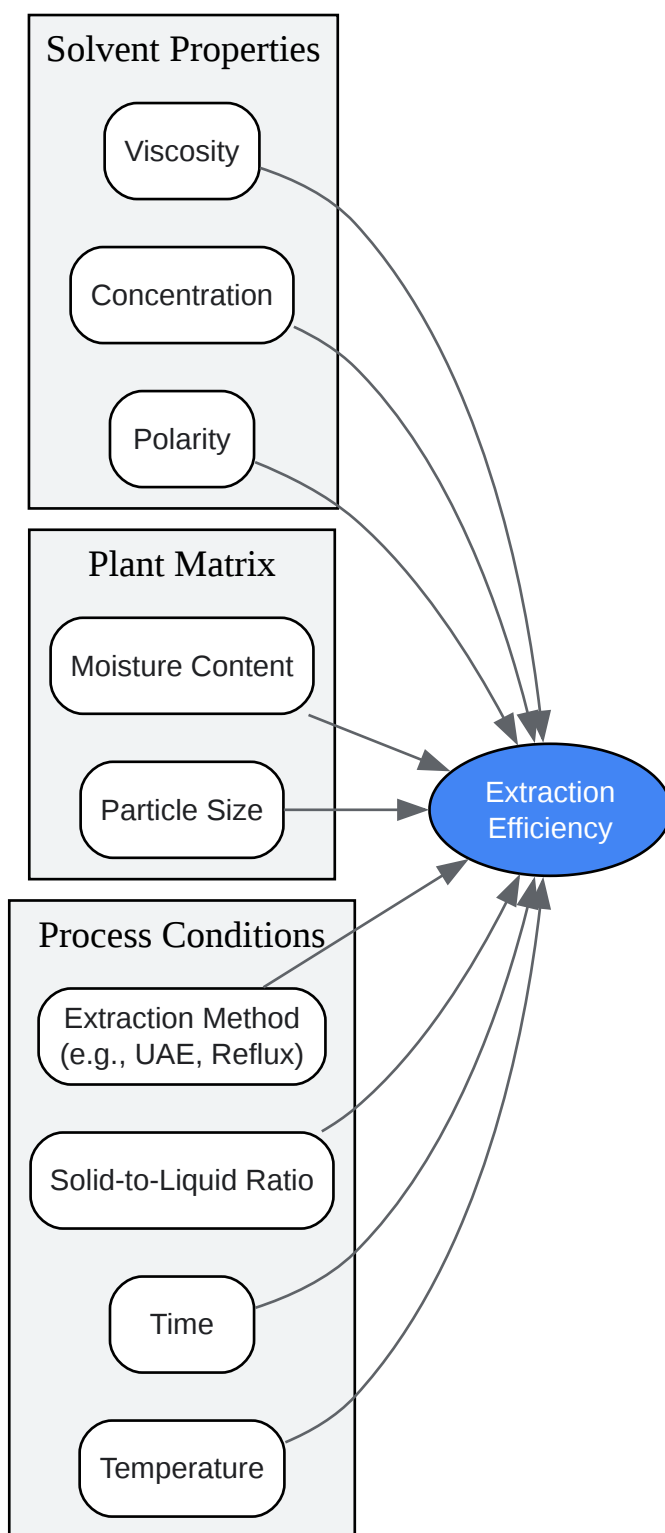 Solvent Properties
Viscosity
Concentration
Polarity
Plant Matrix
Moisture Content
Particle Size
Extraction
Efficiency
Process Conditions
Extraction Method
(e.g., UAE, Reflux)
Solid-to-Liquid Ratio
Time
Temperature